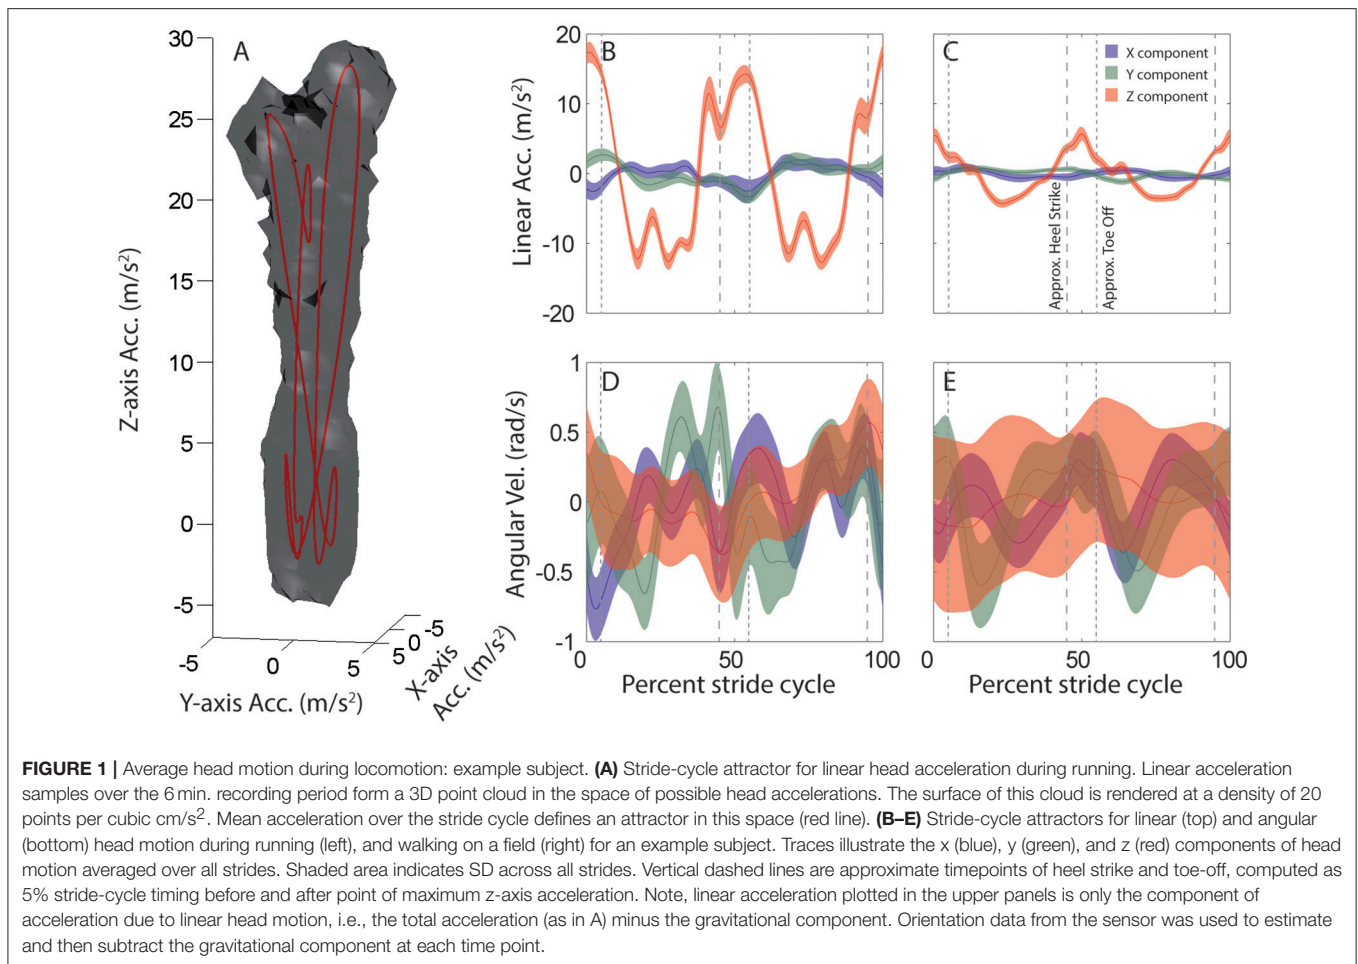 A
30
25
20
15
10
5
0
-5
Z-axis Acc. (m/s²)
-5
0
5
Y-axis Acc. (m/s²)
5
0
-5
X-axis
Acc. (m/s²)
B
20
10
0
-10
-20
Linear Acc. (m/s²)
C
X component
Y component
Z component
Approx. Heel Strike
Approx. Toe Off
D
1
0.5
0
-0.5
-1
Angular Vel. (rad/s)
0
50
100
Percent stride cycle
E
0
50
100
Percent stride cycle
FIGURE 1 | Average head motion during locomotion: example subject. (A) Stride-cycle attractor for linear head acceleration during running. Linear acceleration
samples over the 6 min. recording period form a 3D point cloud in the space of possible head accelerations. The surface of this cloud is rendered at a density of 20
points per cubic cm/s². Mean acceleration over the stride cycle defines an attractor in this space (red line). (B–E) Stride-cycle attractors for linear (top) and angular
(bottom) head motion during running (left), and walking on a field (right) for an example subject. Traces illustrate the x (blue), y (green), and z (red) components of head
motion averaged over all strides. Shaded area indicates SD across all strides. Vertical dashed lines are approximate timepoints of heel strike and toe-off, computed as
5% stride-cycle timing before and after point of maximum z-axis acceleration. Note, linear acceleration plotted in the upper panels is only the component of
acceleration due to linear head motion, i.e., the total acceleration (as in A) minus the gravitational component. Orientation data from the sensor was used to estimate
and then subtract the gravitational component at each time point.